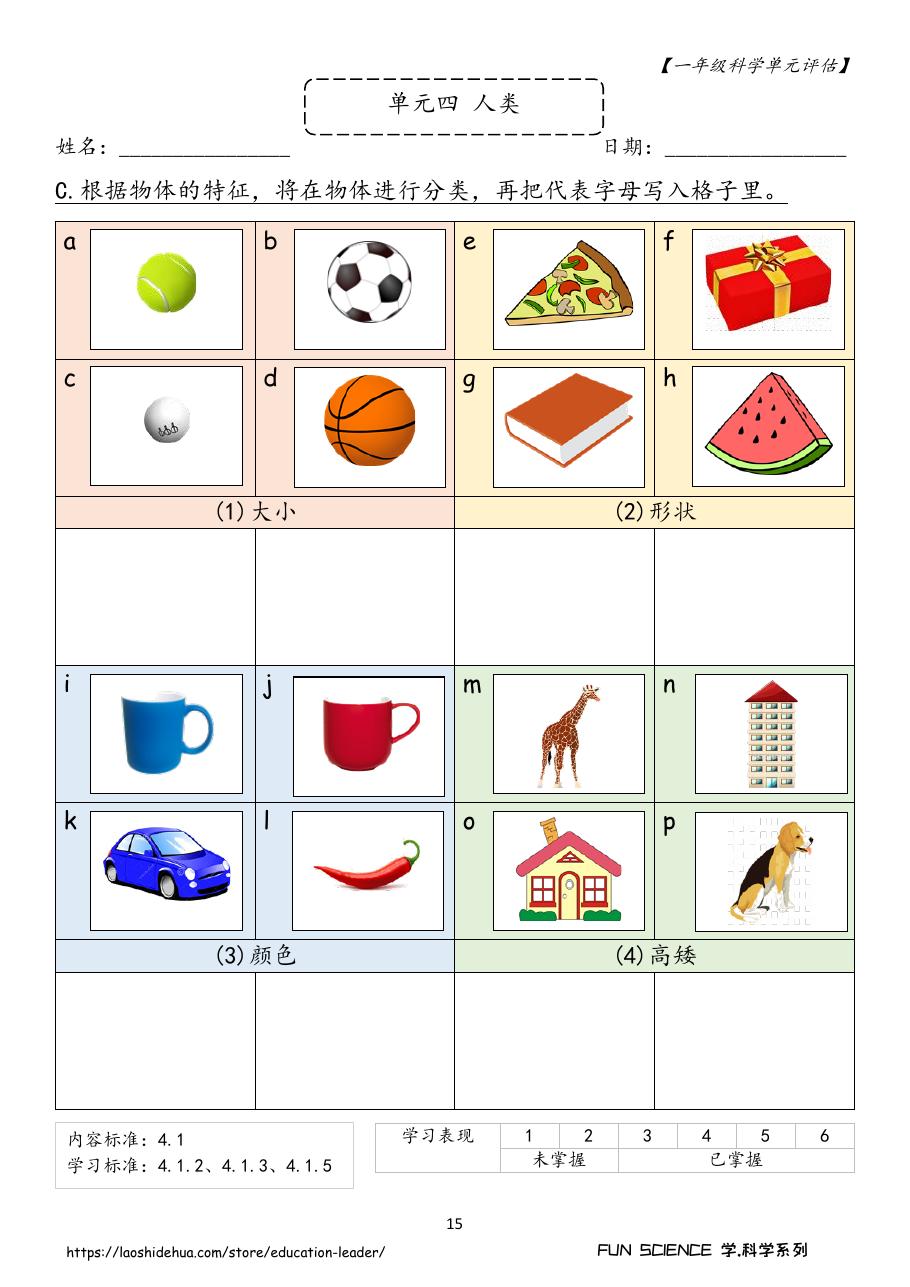 【一年级科学单元评估】
单元四 人类
姓名：________________ 日期：_________________
C.根据物体的特征，将在物体进行分类，再把代表字母写入格子里。
a b e f
c d g h
(1)大小 (2)形状
i j m n
k l o p
(3)颜色 (4)高矮
内容标准：4.1
学习标准：4.1.2、4.1.3、4.1.5
学习表现 1 2 3 4 5 6
未掌握 已掌握
15
https://laoshidehua.com/store/education-leader/ FUN SCIENCE 学.科学系列